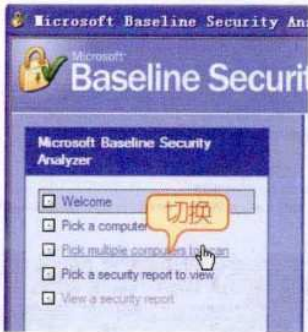 Microsoft Baseline Security An
Microsoft
Baseline Securit
Microsoft Baseline Security
Analyzer
Welcome
Pick a computer
切换
Pick multiple computers to scan
Pick a security report to view
View a security report